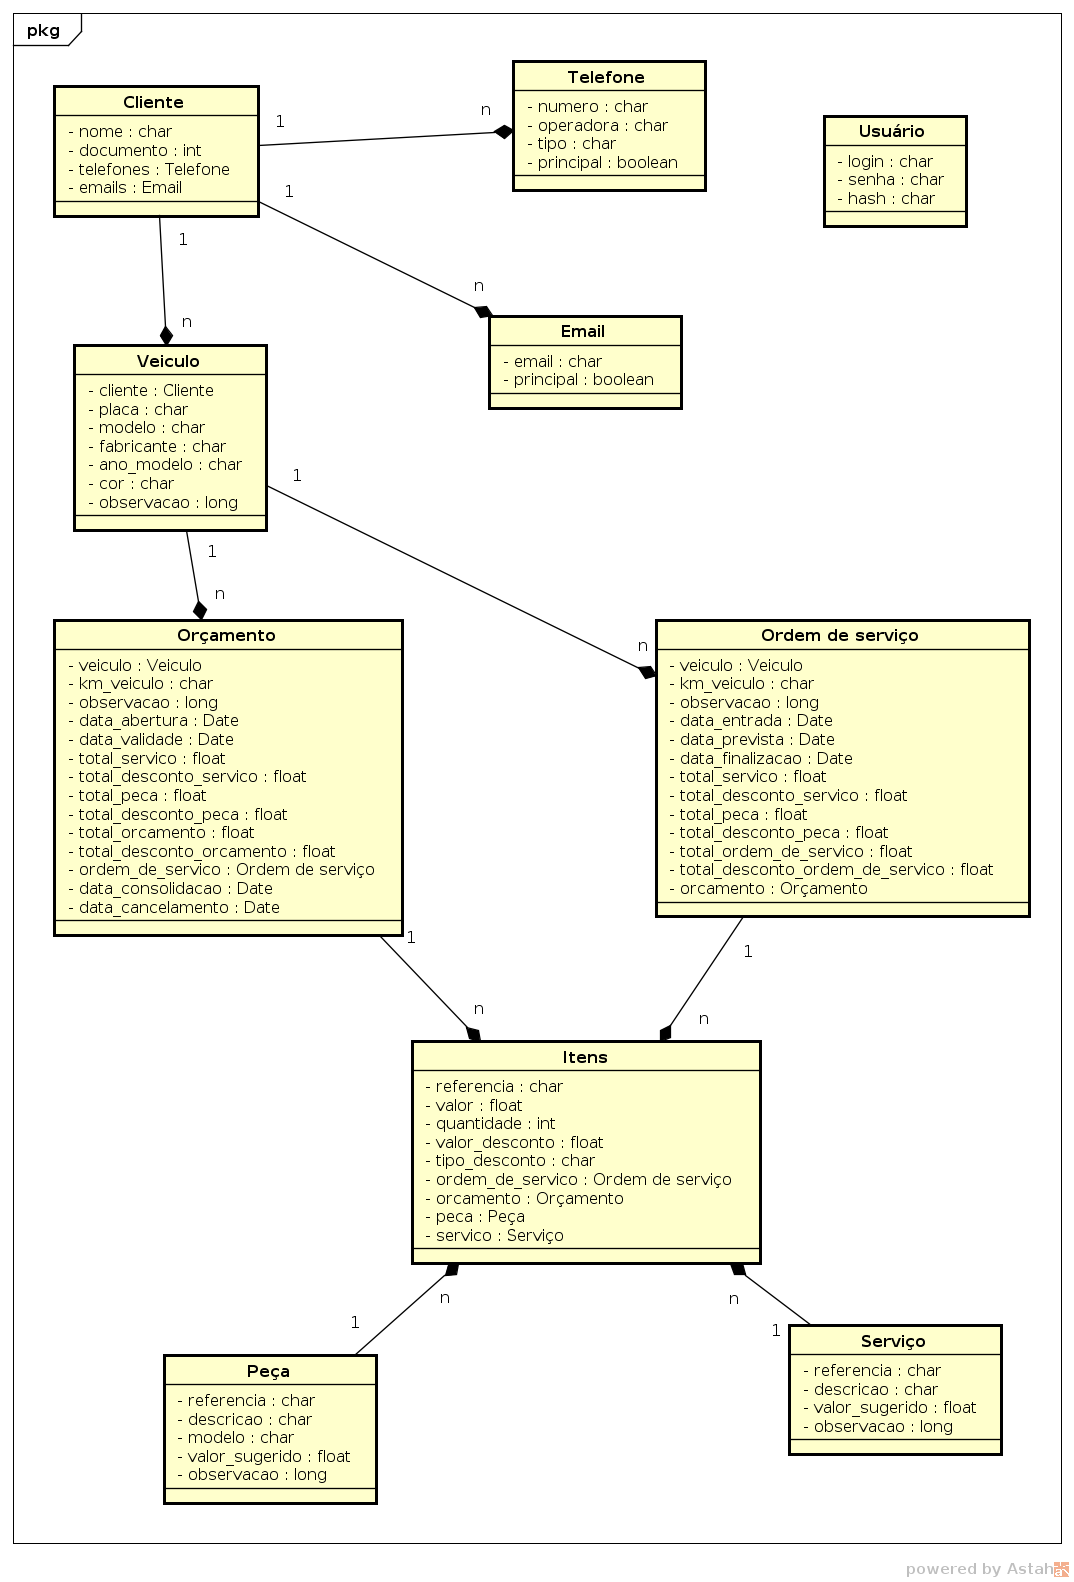 pkg
Cliente
- nome : char
- documento : int
- telefones : Telefone
- emails : Email
1
n
Telefone
- numero : char
- operadora : char
- tipo : char
- principal : boolean
Usuário
- login : char
- senha : char
- hash : char
1
n
1
n
Email
- email : char
- principal : boolean
Veiculo
- cliente : Cliente
- placa : char
- modelo : char
- fabricante : char
- ano_modelo : char
- cor : char
- observacao : long
1
n
1
n
Orçamento
- veiculo : Veiculo
- km_veiculo : char
- observacao : long
- data_abertura : Date
- data_validade : Date
- total_servico : float
- total_desconto_servico : float
- total_peca : float
- total_desconto_peca : float
- total_orcamento : float
- total_desconto_orcamento : float
- ordem_de_servico : Ordem de serviço
- data_consolidacao : Date
- data_cancelamento : Date
Ordem de serviço
- veiculo : Veiculo
- km_veiculo : char
- observacao : long
- data_entrada : Date
- data_prevista : Date
- data_finalizacao : Date
- total_servico : float
- total_desconto_servico : float
- total_peca : float
- total_desconto_peca : float
- total_ordem_de_servico : float
- total_desconto_ordem_de_servico : float
- orcamento : Orçamento
1
n
1
n
Itens
- referencia : char
- valor : float
- quantidade : int
- valor_desconto : float
- tipo_desconto : char
- ordem_de_servico : Ordem de serviço
- orcamento : Orçamento
- peca : Peça
- servico : Serviço
n
1
n
1
Peça
- referencia : char
- descricao : char
- modelo : char
- valor_sugerido : float
- observacao : long
Serviço
- referencia : char
- descricao : char
- valor_sugerido : float
- observacao : long
powered by Astah